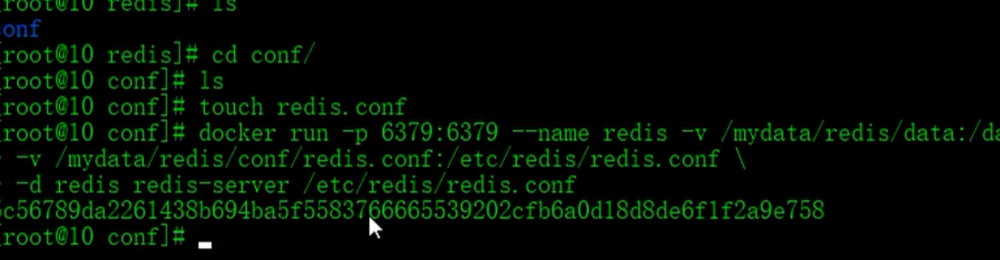 [root@10 redis]# ls
conf
[root@10 redis]# cd conf/
[root@10 conf]# ls
[root@10 conf]# touch redis.conf
[root@10 conf]# docker run -p 6379:6379 --name redis -v /mydata/redis/data:/da
-v /mydata/redis/conf/redis.conf:/etc/redis/redis.conf \
-d redis redis-server /etc/redis/redis.conf
5c56789da2261438b694ba5f5583766665539202cfb6a0d18d8de6f1f2a9e758
[root@10 conf]#